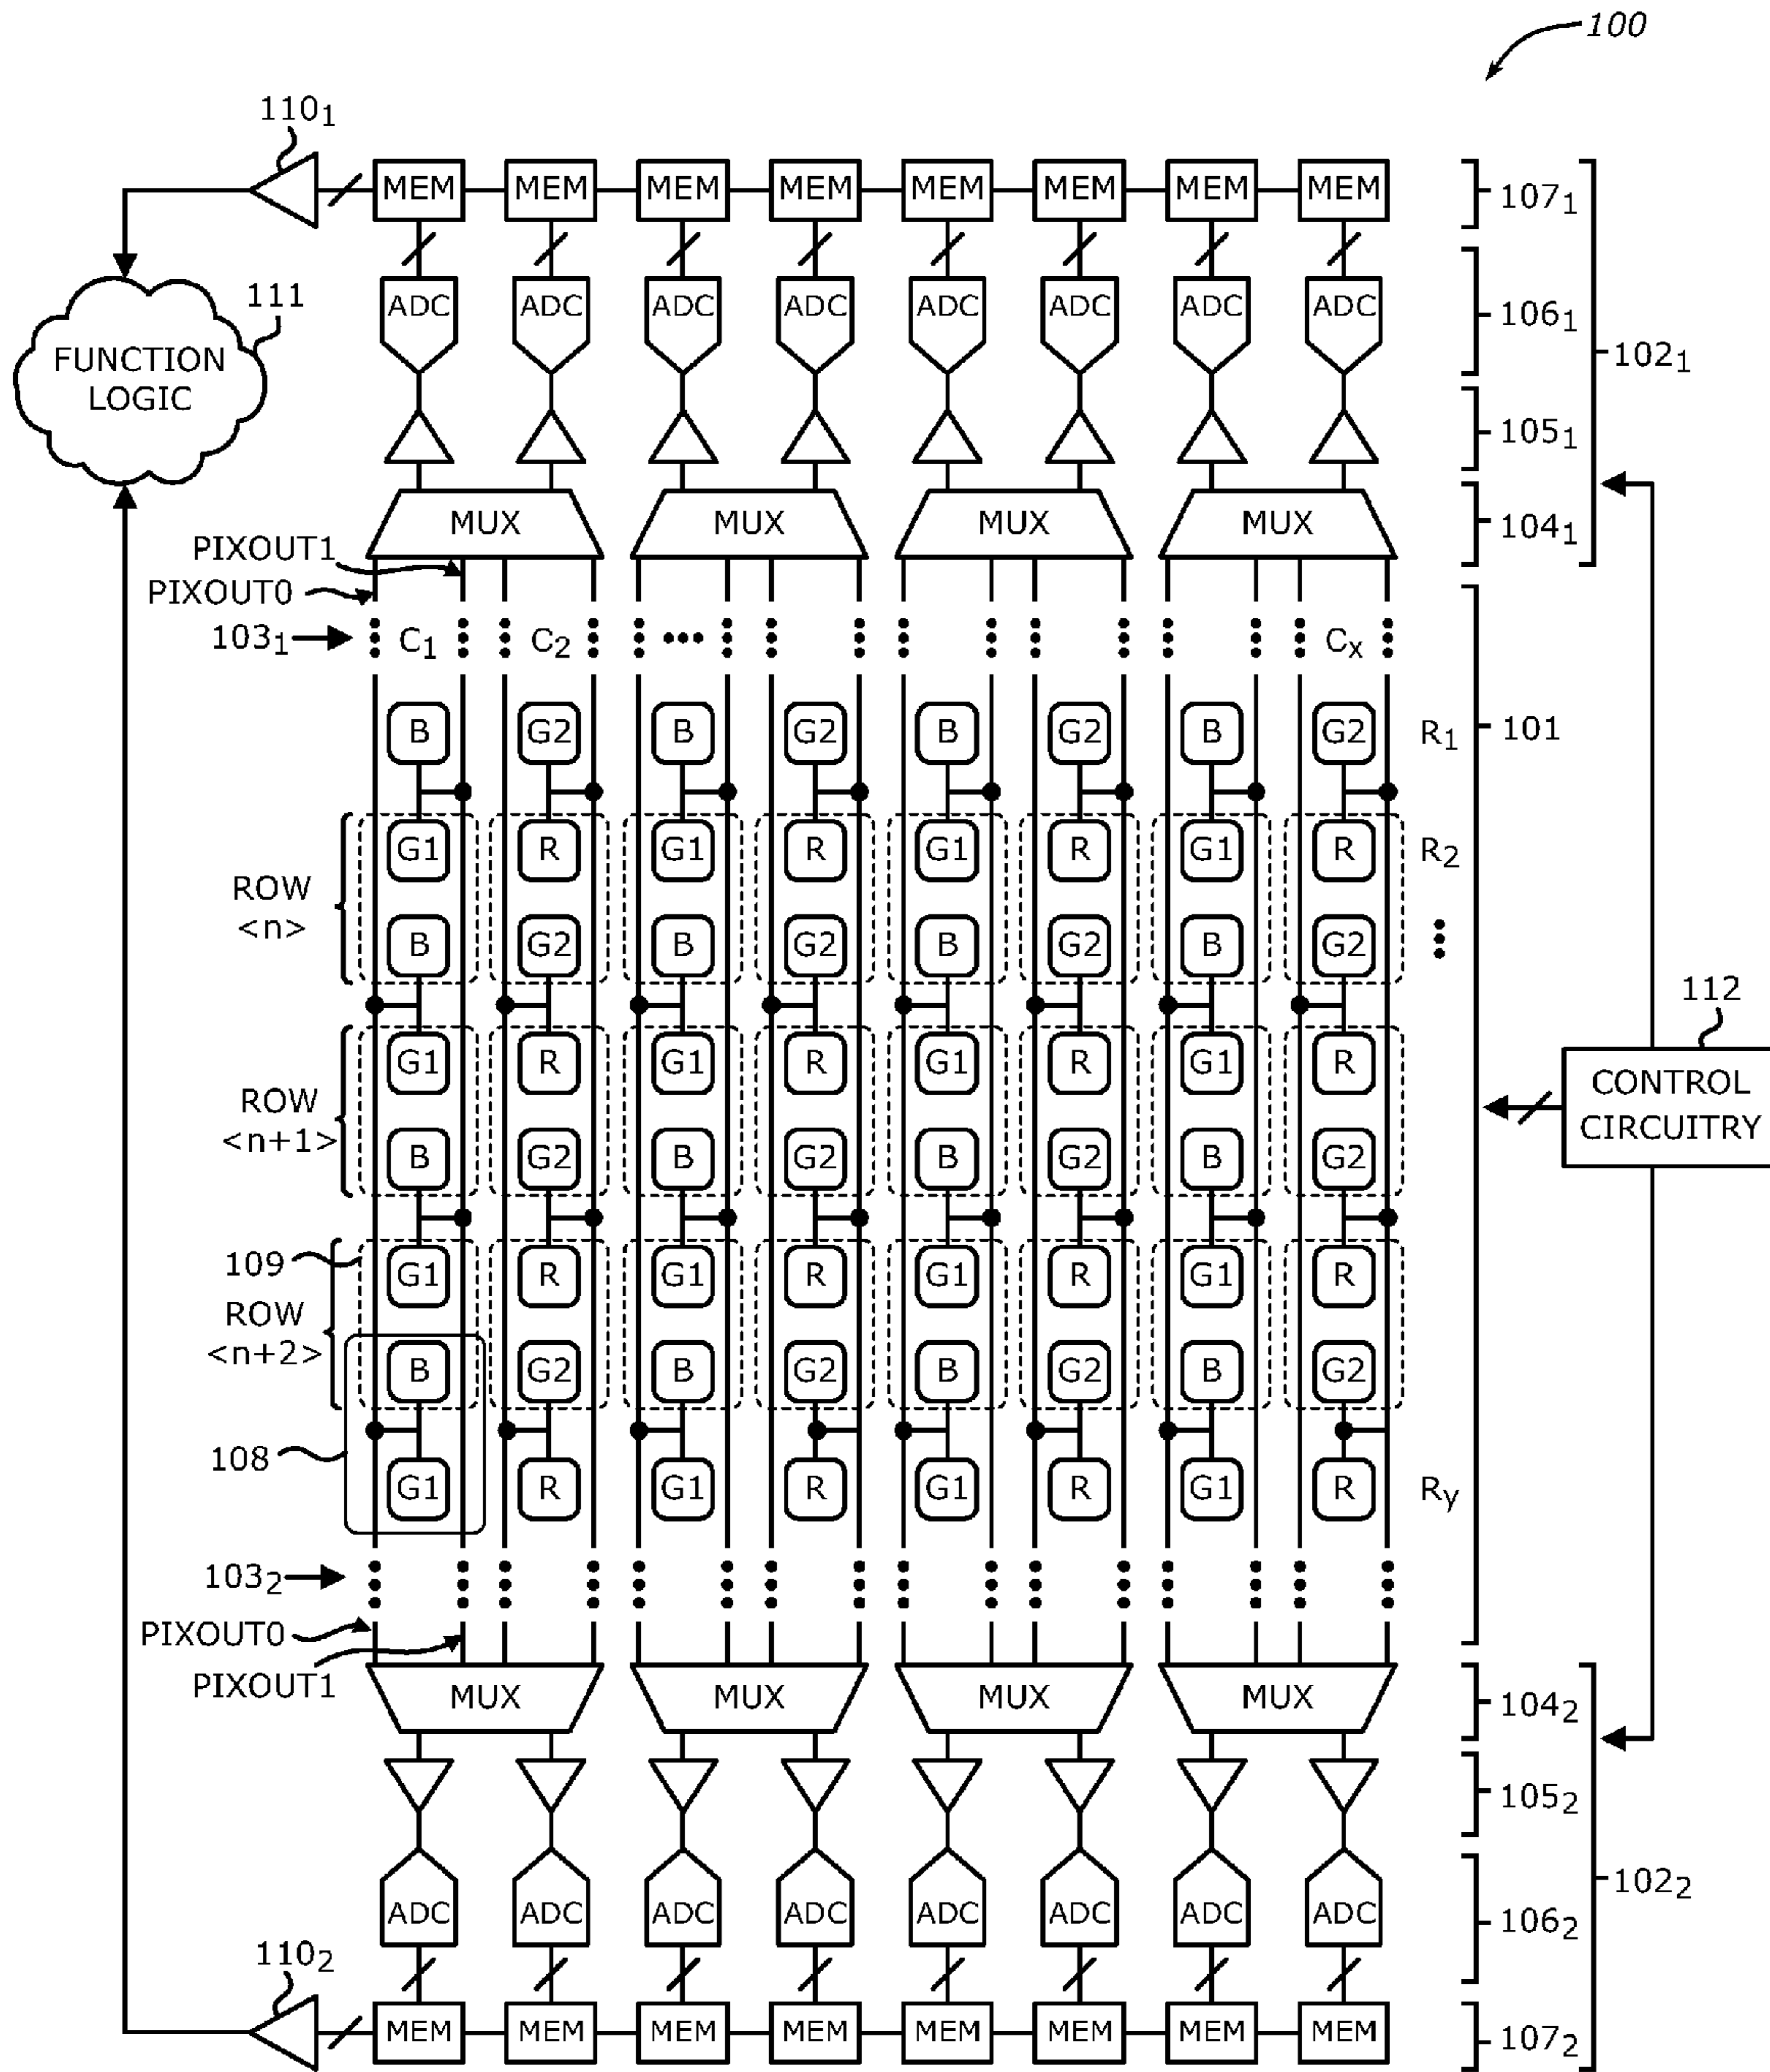 100
110₁
MEM MEM MEM MEM MEM MEM MEM MEM
107₁
111
ADC ADC ADC ADC ADC ADC ADC ADC
106₁
FUNCTION
LOGIC
102₁
105₁
MUX MUX MUX MUX
104₁
PIXOUT1
PIXOUT0
103₁ C₁ C₂ Cₓ
B G2 B G2 B G2 B G2 R₁ 101
G1 R G1 R G1 R G1 R R₂
ROW
<n>
B G2 B G2 B G2 B G2
112
G1 R G1 R G1 R G1 R
CONTROL
CIRCUITRY
ROW
<n+1>
B G2 B G2 B G2 B G2
109
G1 R G1 R G1 R G1 R
ROW
<n+2>
B G2 B G2 B G2 B G2
108
G1 R G1 R G1 R G1 R Ry
103₂
PIXOUT0
PIXOUT1
MUX MUX MUX MUX
104₂
105₂
102₂
ADC ADC ADC ADC ADC ADC ADC ADC
106₂
110₂
MEM MEM MEM MEM MEM MEM MEM MEM
107₂